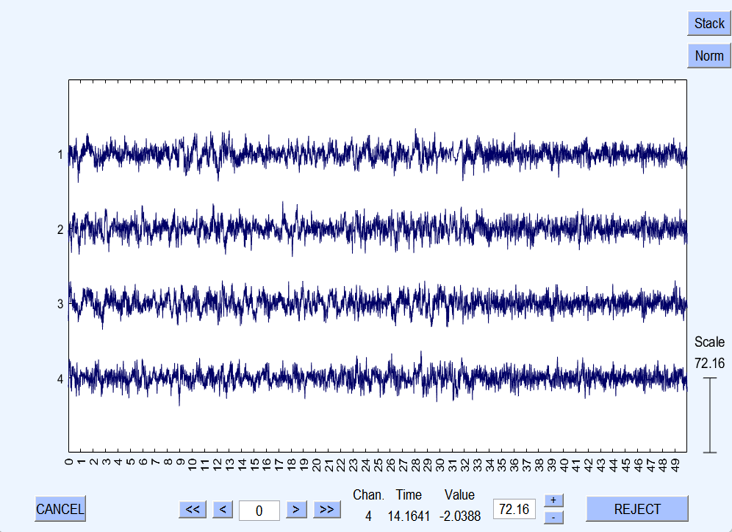 Stack
Norm
1
2
3
4
Scale
72.16
0 1 2 3 4 5 6 7 8 9 10 11 12 13 14 15 16 17 18 19 20 21 22 23 24 25 26 27 28 29 30 31 32 33 34 35 36 37 38 39 40 41 42 43 44 45 46 47 48 49
Chan. Time Value
CANCEL << < 0 > >> 4 14.1641 -2.0388 72.16 + - REJECT